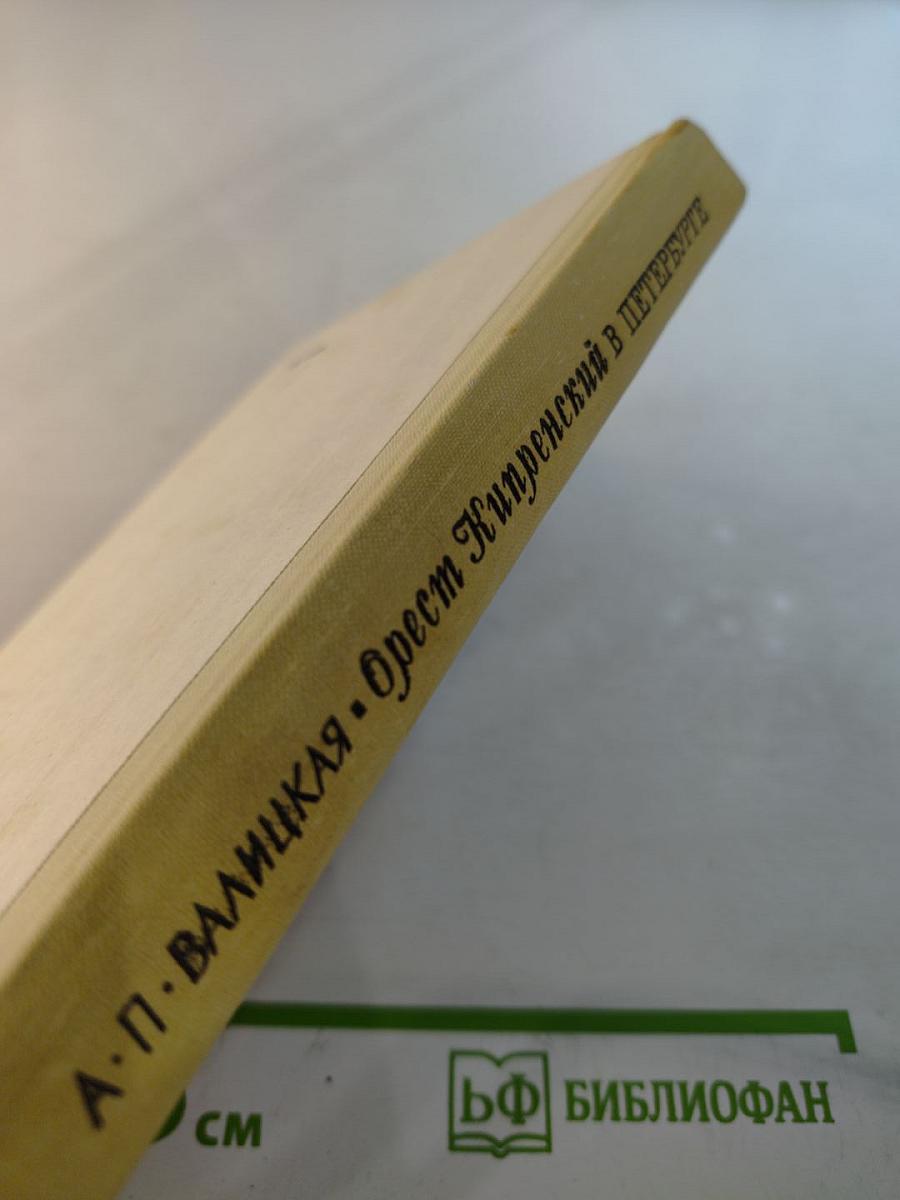 А·П·ВАЛИЦКАЯ▪Орест Кипренский В ПЕТЕРБУРГЕ
см
ЬФ БИБЛИОФАН